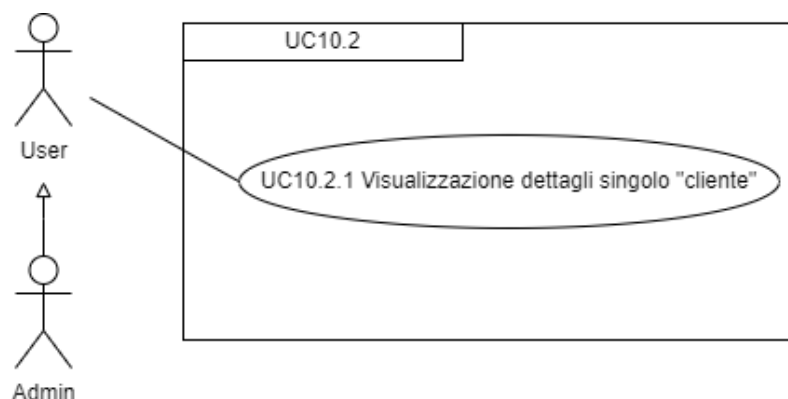 UC10.2
User
UC10.2.1 Visualizzazione dettagli singolo "cliente"
Admin